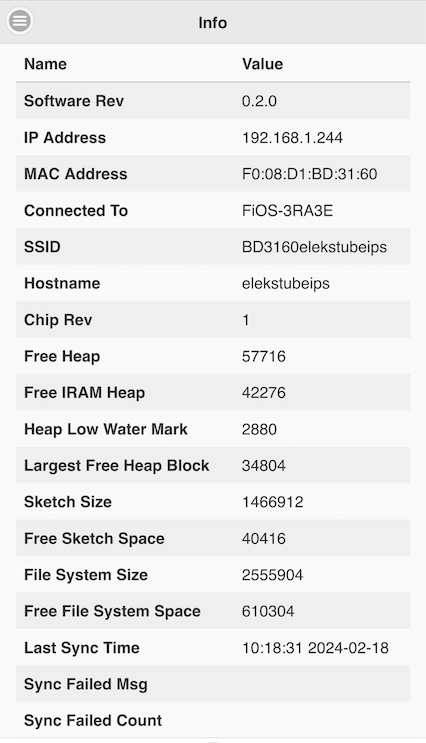 Info
Name Value
Software Rev 0.2.0
IP Address 192.168.1.244
MAC Address F0:08:D1:BD:31:60
Connected To FiOS-3RA3E
SSID BD3160elekstubeips
Hostname elekstubeips
Chip Rev 1
Free Heap 57716
Free IRAM Heap 42276
Heap Low Water Mark 2880
Largest Free Heap Block 34804
Sketch Size 1466912
Free Sketch Space 40416
File System Size 2555904
Free File System Space 610304
Last Sync Time 10:18:31 2024-02-18
Sync Failed Msg
Sync Failed Count